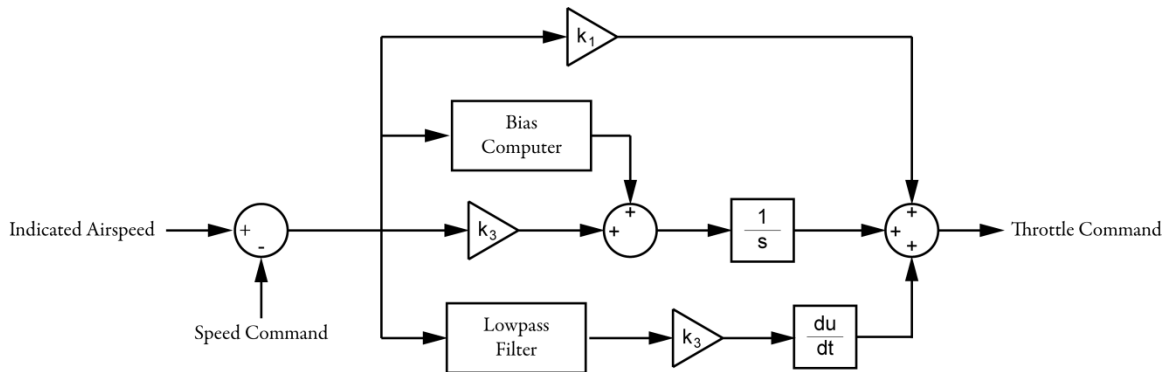 k1
Bias
Computer
Indicated Airspeed
+
-
k3
+
+
1
s
+
+
+
Throttle Command
Speed Command
Lowpass
Filter
k3
du
dt